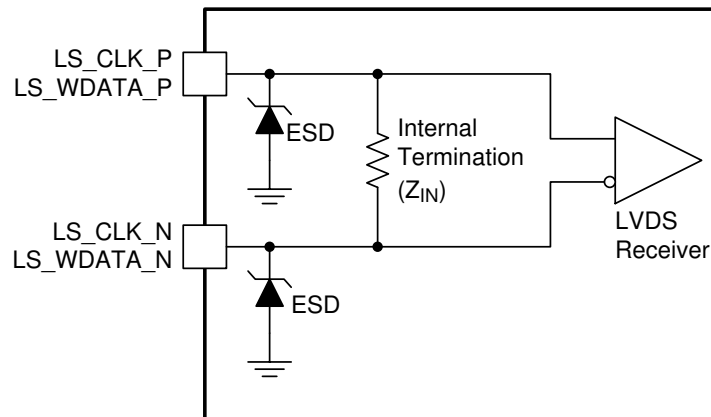 LS_CLK_P
LS_WDATA_P
ESD
Internal
Termination
(Z_IN)
LVDS
Receiver
LS_CLK_N
LS_WDATA_N
ESD